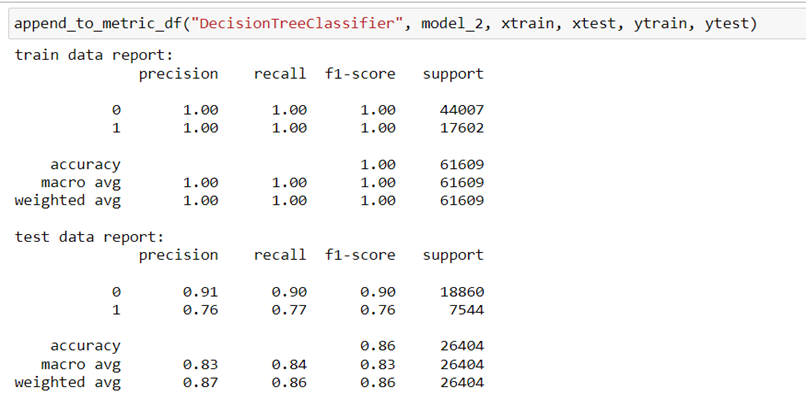 append_to_metric_df("DecisionTreeClassifier", model_2, xtrain, xtest, ytrain, ytest)
train data report:
precision recall f1-score support
0 1.00 1.00 1.00 44007
1 1.00 1.00 1.00 17602
accuracy 1.00 61609
macro avg 1.00 1.00 1.00 61609
weighted avg 1.00 1.00 1.00 61609
test data report:
precision recall f1-score support
0 0.91 0.90 0.90 18860
1 0.76 0.77 0.76 7544
accuracy 0.86 26404
macro avg 0.83 0.84 0.83 26404
weighted avg 0.87 0.86 0.86 26404